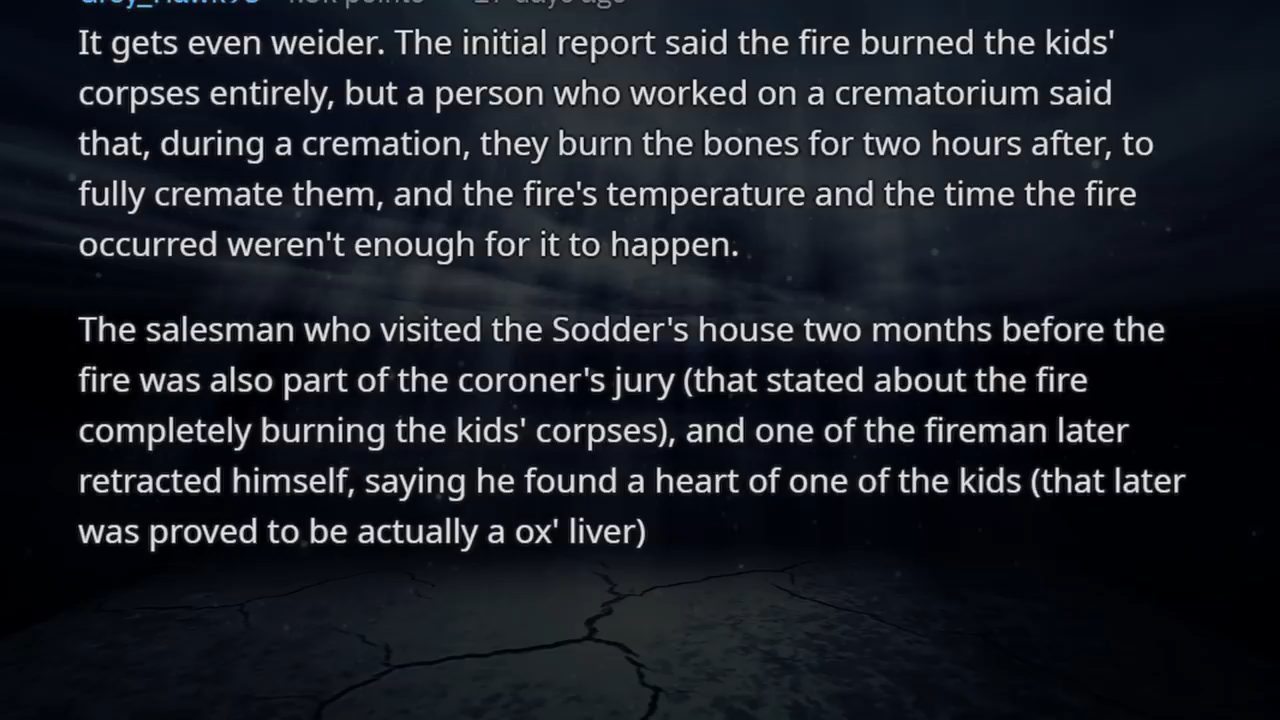 It gets even weider. The initial report said the fire burned the kids'
corpses entirely, but a person who worked on a crematorium said
that, during a cremation, they burn the bones for two hours after, to
fully cremate them, and the fire's temperature and the time the fire
occurred weren't enough for it to happen.
The salesman who visited the Sodder's house two months before the
fire was also part of the coroner's jury (that stated about the fire
completely burning the kids' corpses), and one of the fireman later
retracted himself, saying he found a heart of one of the kids (that later
was proved to be actually a ox' liver)